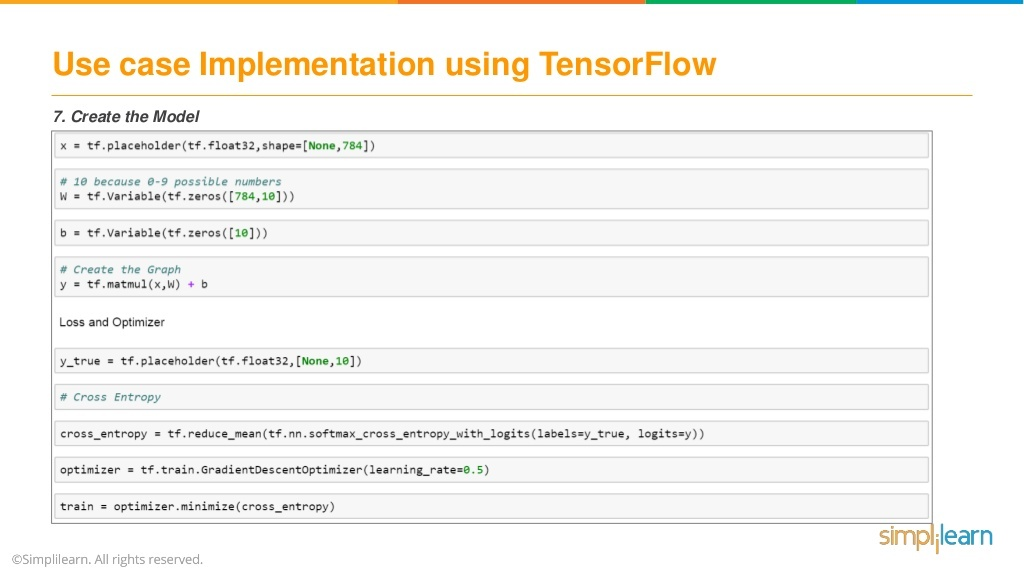 Use case Implementation using TensorFlow
7. Create the Model
x = tf.placeholder(tf.float32,shape=[None,784])
# 10 because 0-9 possible numbers
W = tf.Variable(tf.zeros([784,10]))
b = tf.Variable(tf.zeros([10]))
# Create the Graph
y = tf.matmul(x,W) + b
Loss and Optimizer
y_true = tf.placeholder(tf.float32,[None,10])
# Cross Entropy
cross_entropy = tf.reduce_mean(tf.nn.softmax_cross_entropy_with_logits(labels=y_true, logits=y))
optimizer = tf.train.GradientDescentOptimizer(learning_rate=0.5)
train = optimizer.minimize(cross_entropy)
simplilearn
©Simplilearn. All rights reserved.